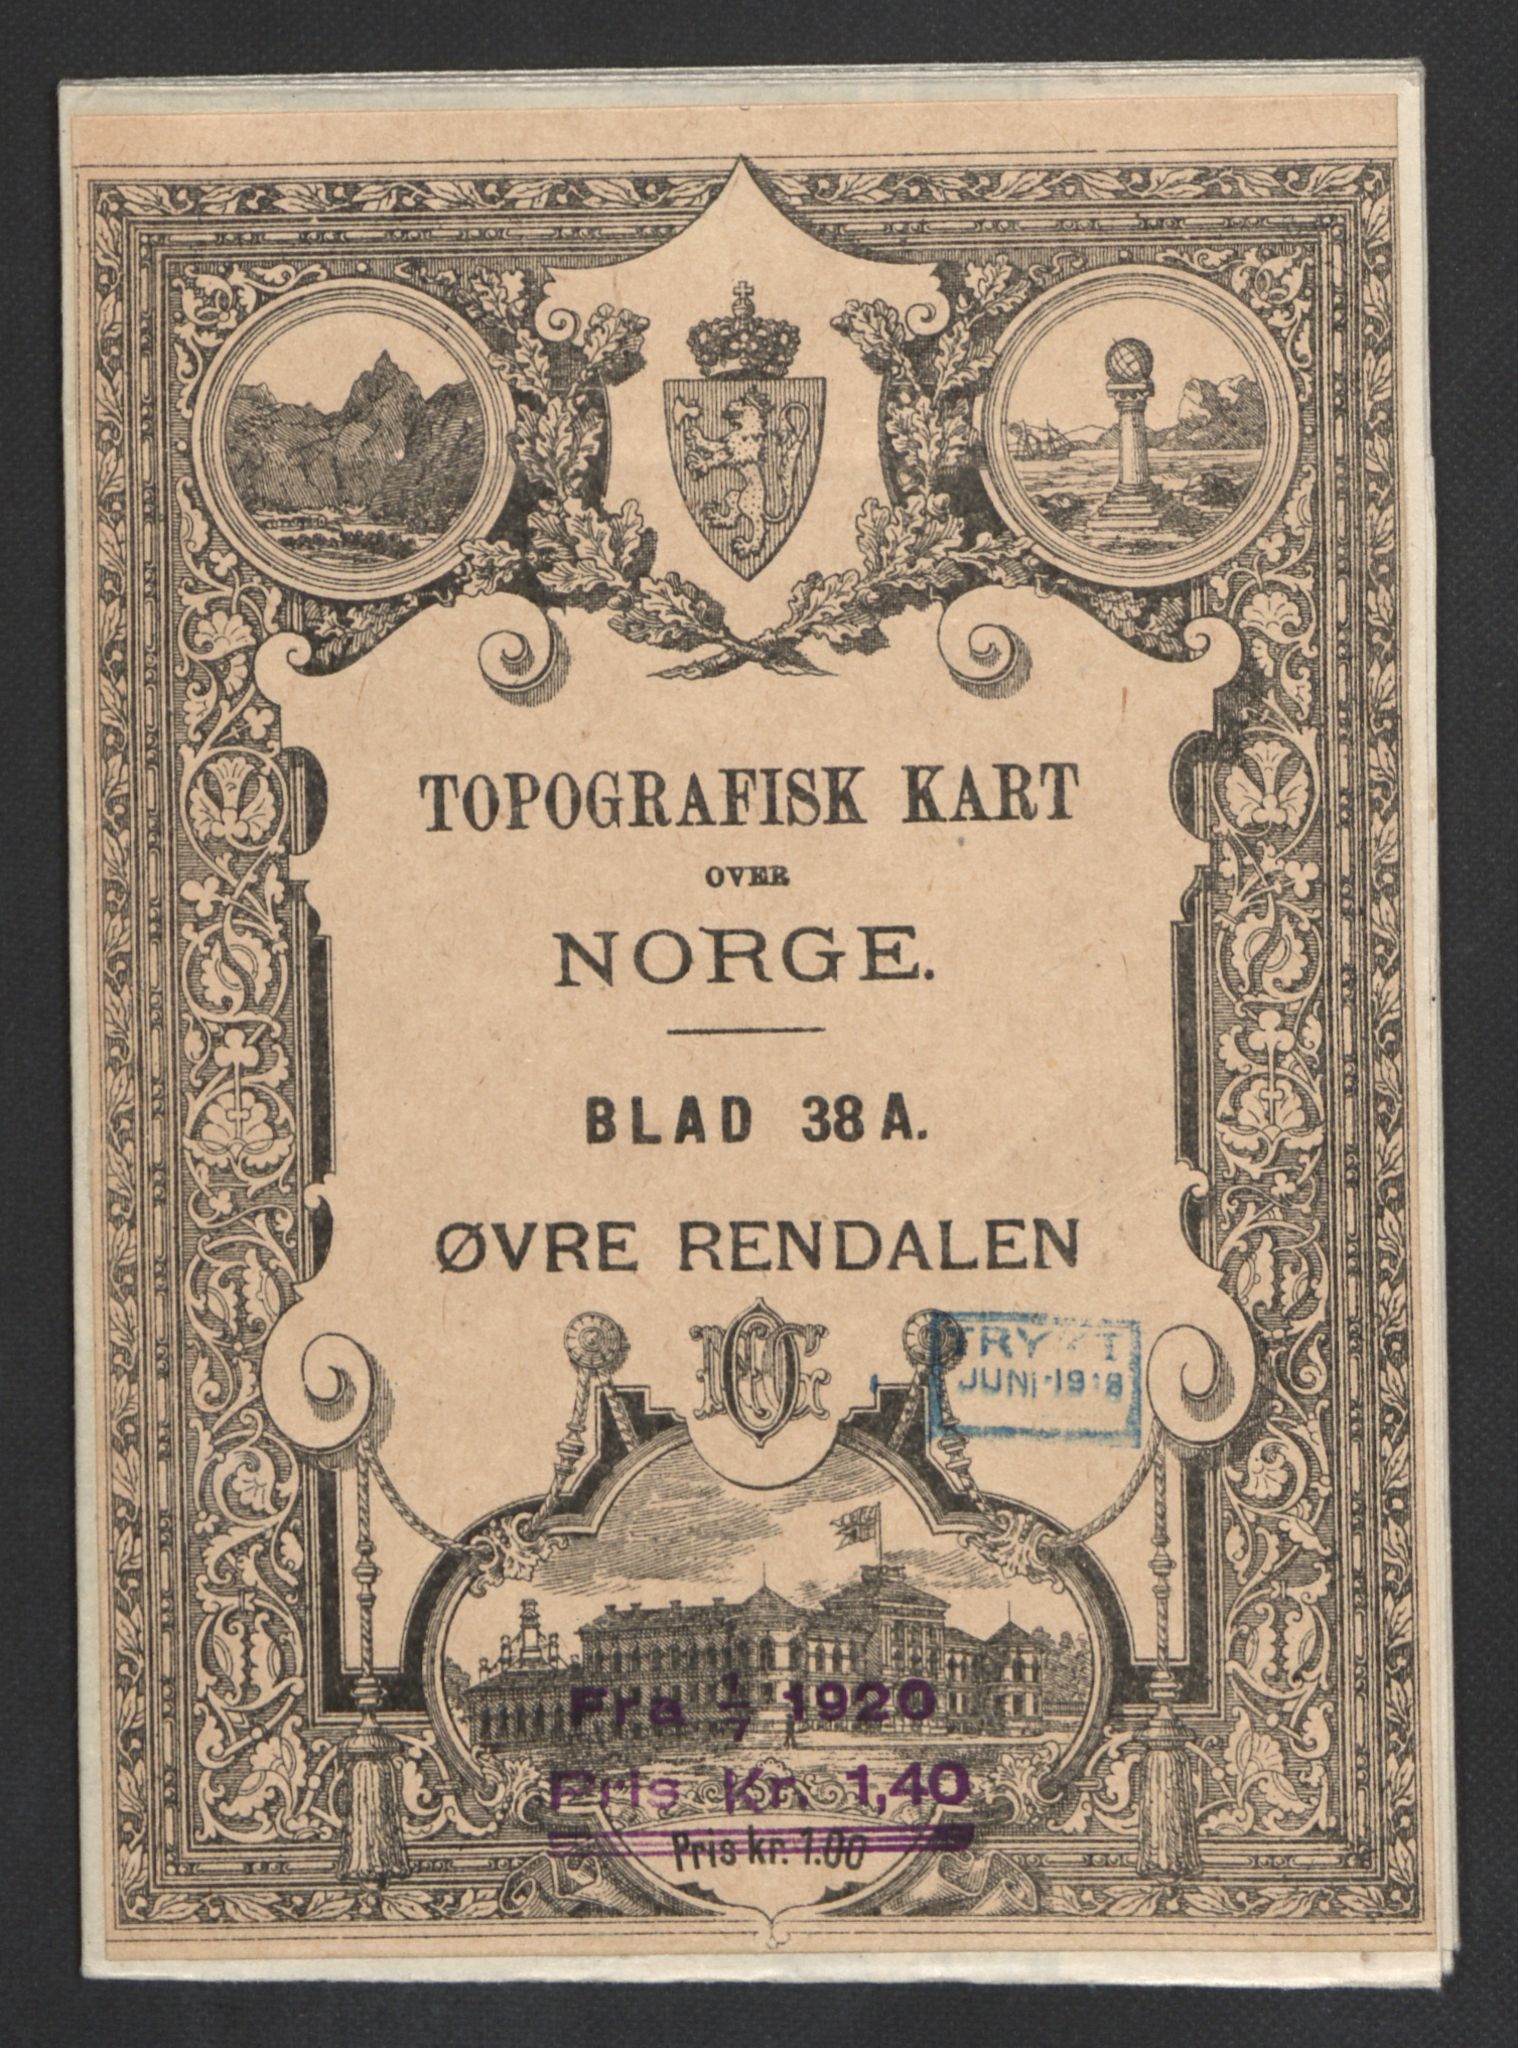 TOPOGRAFISK KART
OVER
NORGE.
BLAD 38 A.
ØVRE RENDALEN
TRYKT
JUNI 1918
Fra 1/7 1920
Pris Kr. 1,40
Pris kr. 1.00